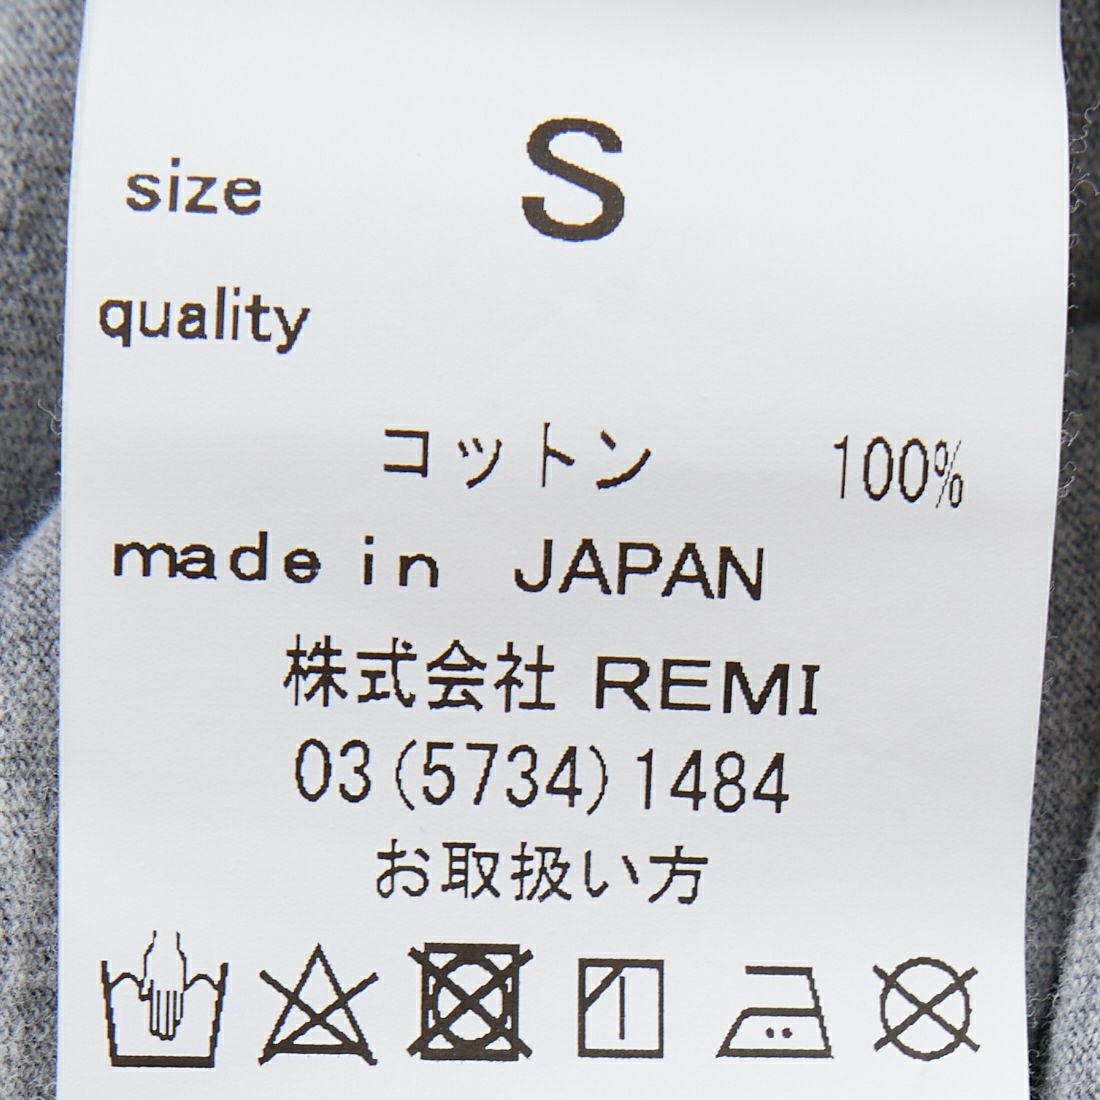 size S
quality
コットン 100%
made in JAPAN
株式会社 REMI
03(5734)1484
お取扱い方